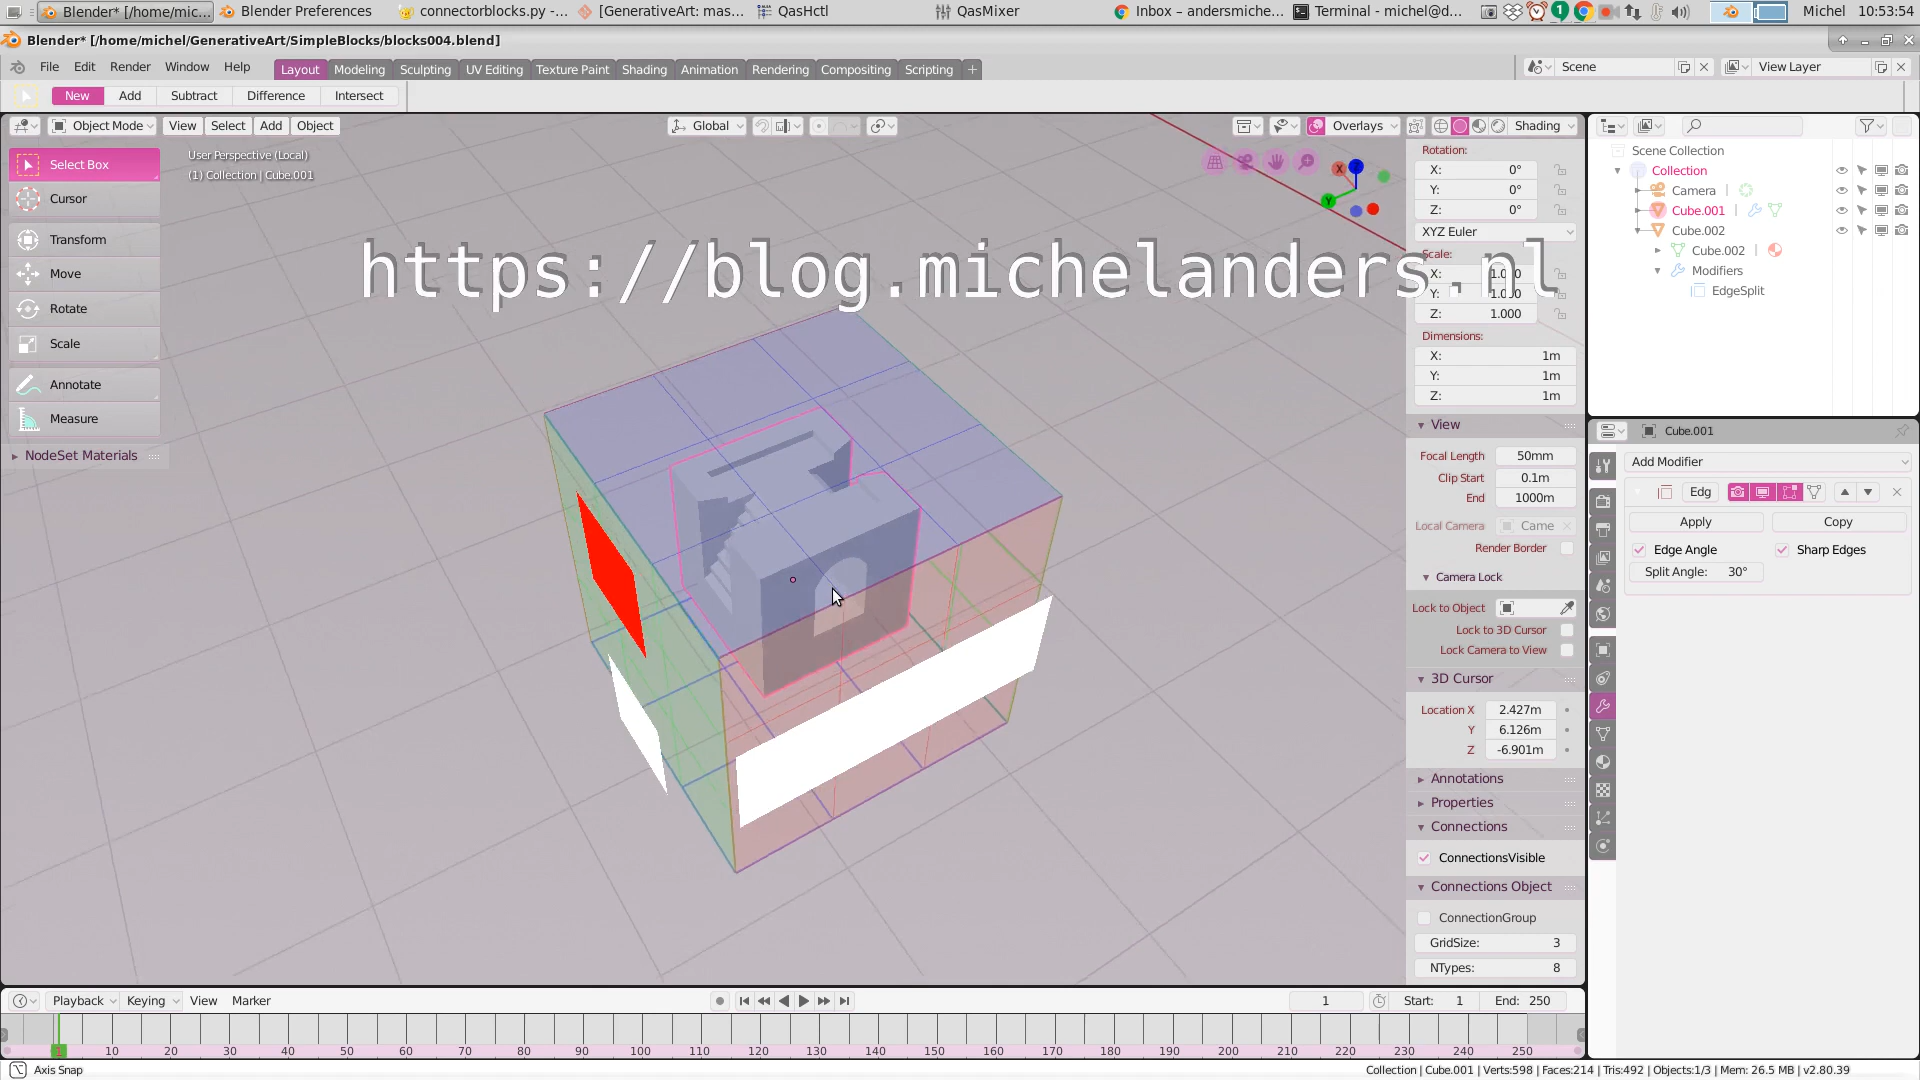 Blender* [/home/mic... Blender Preferences connectorblocks.py -... [GenerativeArt: mas... QasHctl QasMixer Inbox – andersmiche... Terminal - michel@d... 1 Michel 10:53:54
Blender* [/home/michel/GenerativeArt/SimpleBlocks/blocks004.blend]
File Edit Render Window Help Layout Modeling Sculpting UV Editing Texture Paint Shading Animation Rendering Compositing Scripting + Scene View Layer
New Add Subtract Difference Intersect
Object Mode View Select Add Object Global Overlays Shading
Select Box
Cursor
Transform
Move
Rotate
Scale
Annotate
Measure
NodeSet Materials
User Perspective (Local)
(1) Collection | Cube.001
X
Y
https://blog.michelanders.nl
Rotation:
X: 0°
Y: 0°
Z: 0°
XYZ Euler
Scale:
X: 1.000
Y: 1.000
Z: 1.000
Dimensions:
X: 1m
Y: 1m
Z: 1m
View
Focal Length 50mm
Clip Start 0.1m
End 1000m
Local Camera Came
Render Border
Camera Lock
Lock to Object
Lock to 3D Cursor
Lock Camera to View
3D Cursor
Location X 2.427m
Y 6.126m
Z -6.901m
Annotations
Properties
Connections
ConnectionsVisible
Connections Object
ConnectionGroup
GridSize: 3
NTypes: 8
Scene Collection
Collection
Camera
Cube.001
Cube.002
Cube.002
Modifiers
EdgeSplit
Cube.001
Add Modifier
Edg
Apply Copy
Edge Angle Sharp Edges
Split Angle: 30°
Playback Keying View Marker 1 Start: 1 End: 250
1 10 20 30 40 50 60 70 80 90 100 110 120 130 140 150 160 170 180 190 200 210 220 230 240 250
Axis Snap Collection | Cube.001 | Verts:598 | Faces:214 | Tris:492 | Objects:1/3 | Mem: 26.5 MB | v2.80.39